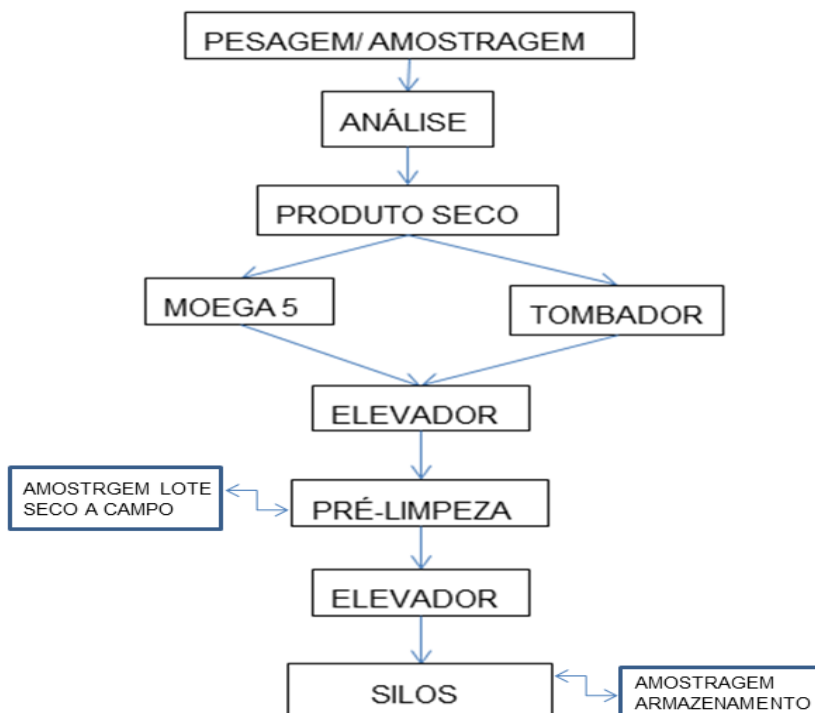 PESAGEM/ AMOSTRAGEM
ANÁLISE
PRODUTO SECO
MOEGA 5
TOMBADOR
ELEVADOR
AMOSTRGEM LOTE
SECO A CAMPO
PRÉ-LIMPEZA
ELEVADOR
SILOS
AMOSTRAGEM
ARMAZENAMENTO